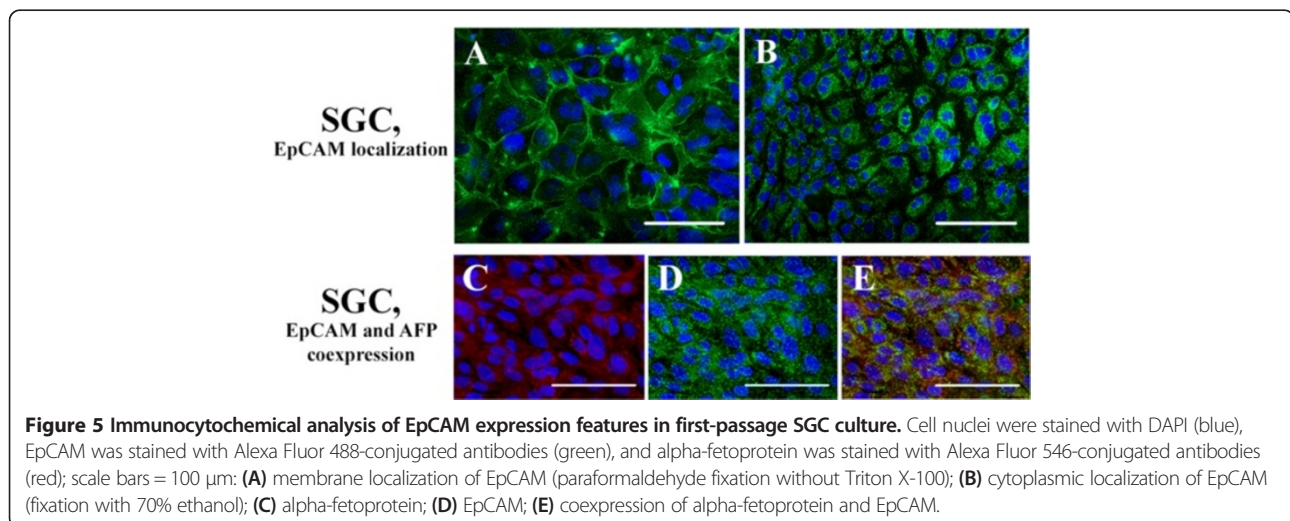 A
B
SGC,
EpCAM localization
C
D
E
SGC,
EpCAM and AFP
coexpression
Figure 5 Immunocytochemical analysis of EpCAM expression features in first-passage SGC culture. Cell nuclei were stained with DAPI (blue),
EpCAM was stained with Alexa Fluor 488-conjugated antibodies (green), and alpha-fetoprotein was stained with Alexa Fluor 546-conjugated antibodies
(red); scale bars = 100 μm: (A) membrane localization of EpCAM (paraformaldehyde fixation without Triton X-100); (B) cytoplasmic localization of EpCAM
(fixation with 70% ethanol); (C) alpha-fetoprotein; (D) EpCAM; (E) coexpression of alpha-fetoprotein and EpCAM.